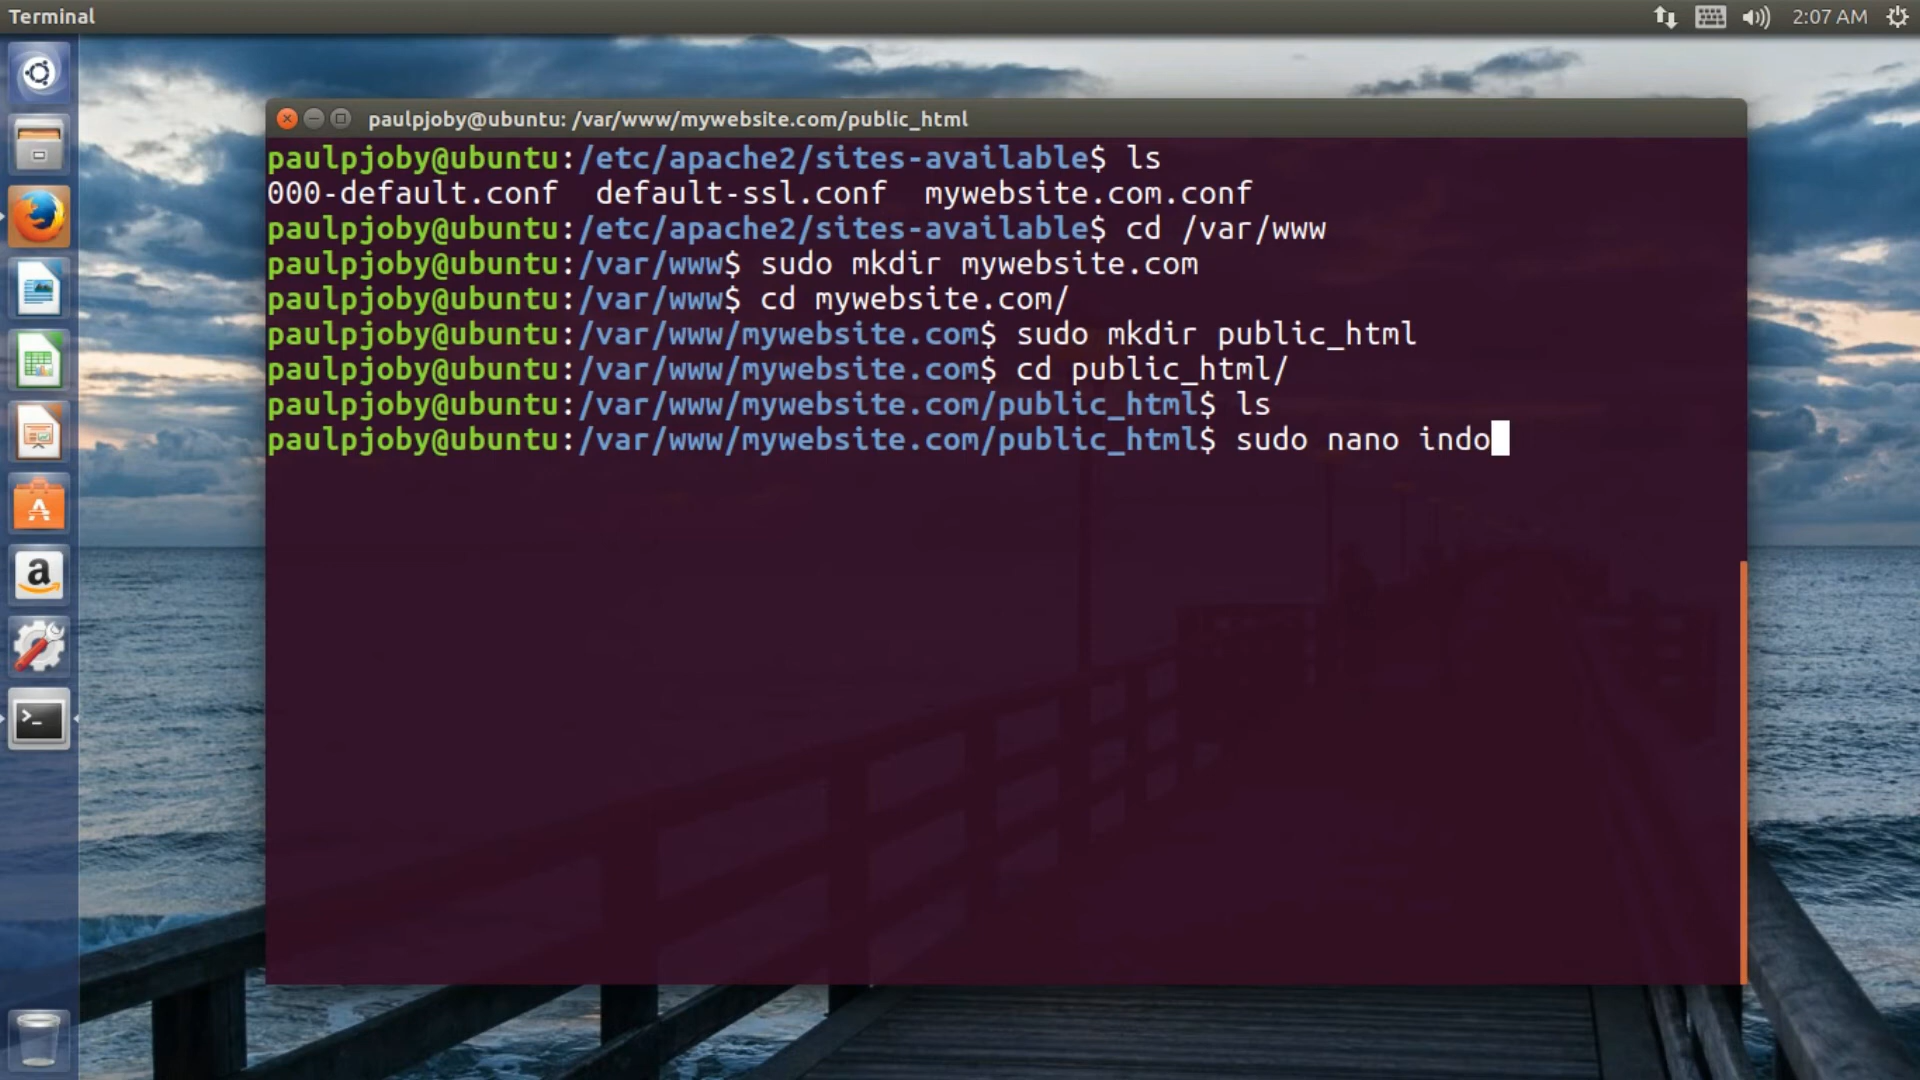 Terminal
2:07 AM
paulpjoby@ubuntu: /var/www/mywebsite.com/public_html
paulpjoby@ubuntu:/etc/apache2/sites-available$ ls
000-default.conf  default-ssl.conf  mywebsite.com.conf
paulpjoby@ubuntu:/etc/apache2/sites-available$ cd /var/www
paulpjoby@ubuntu:/var/www$ sudo mkdir mywebsite.com
paulpjoby@ubuntu:/var/www$ cd mywebsite.com/
paulpjoby@ubuntu:/var/www/mywebsite.com$ sudo mkdir public_html
paulpjoby@ubuntu:/var/www/mywebsite.com$ cd public_html/
paulpjoby@ubuntu:/var/www/mywebsite.com/public_html$ ls
paulpjoby@ubuntu:/var/www/mywebsite.com/public_html$ sudo nano indo